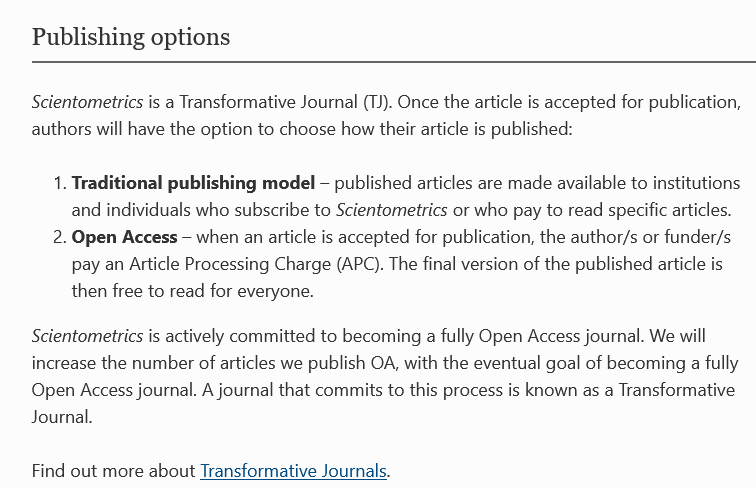 Publishing options
Scientometrics is a Transformative Journal (TJ). Once the article is accepted for publication,
authors will have the option to choose how their article is published:
1. Traditional publishing model – published articles are made available to institutions
and individuals who subscribe to Scientometrics or who pay to read specific articles.
2. Open Access – when an article is accepted for publication, the author/s or funder/s
pay an Article Processing Charge (APC). The final version of the published article is
then free to read for everyone.
Scientometrics is actively committed to becoming a fully Open Access journal. We will
increase the number of articles we publish OA, with the eventual goal of becoming a fully
Open Access journal. A journal that commits to this process is known as a Transformative
Journal.
Find out more about Transformative Journals.